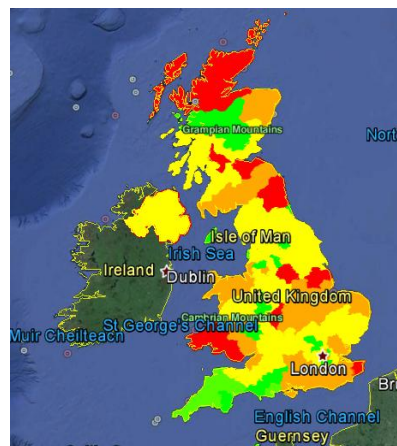 Grampian Mountains
Nort
Isle of Man
Irish Sea
Ireland
Dublin
United Kingdom
Muir Cheilteach
St George's Channel
Cambrian Mountains
London
Bri
English Channel
Guernsey